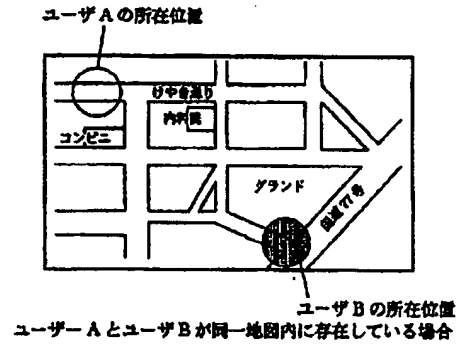 ユーザAの所在位置
けやき通り
内科医
コンビニ
グランド
国道27号
ユーザBの所在位置
ユーザーAとユーザBが同一地図内に存在している場合